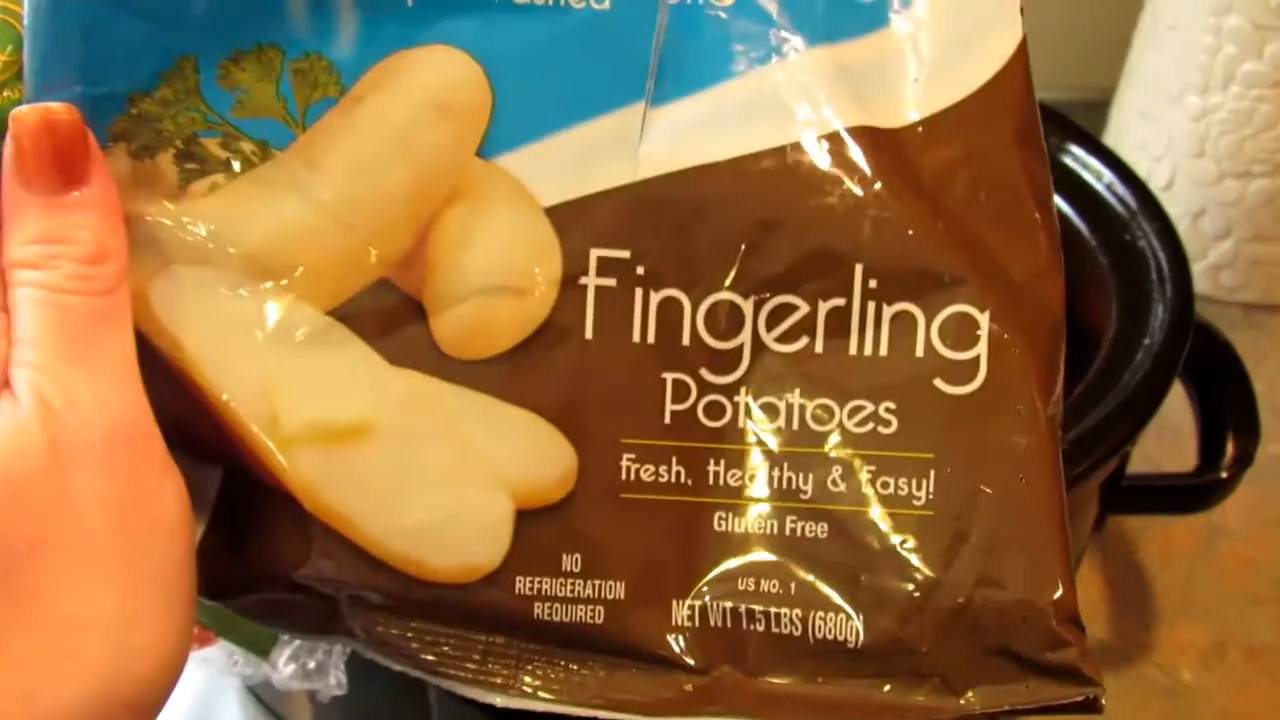 Fingerling
Potatoes
Fresh, Healthy & Easy!
Gluten Free
NO
REFRIGERATION
REQUIRED
US NO. 1
NET WT 1.5 LBS (680g)